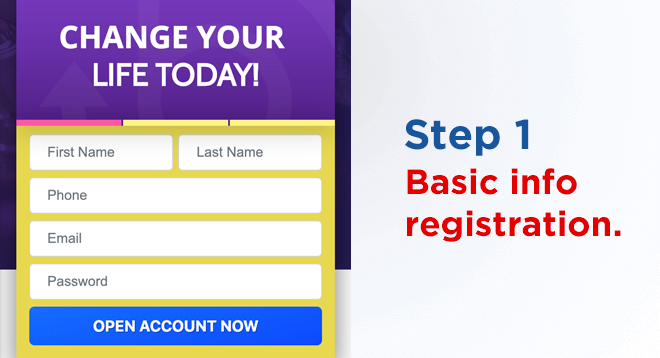 CHANGE YOUR
LIFE TODAY!
First Name
Last Name
Phone
Email
Password
OPEN ACCOUNT NOW
Step 1
Basic info
registration.